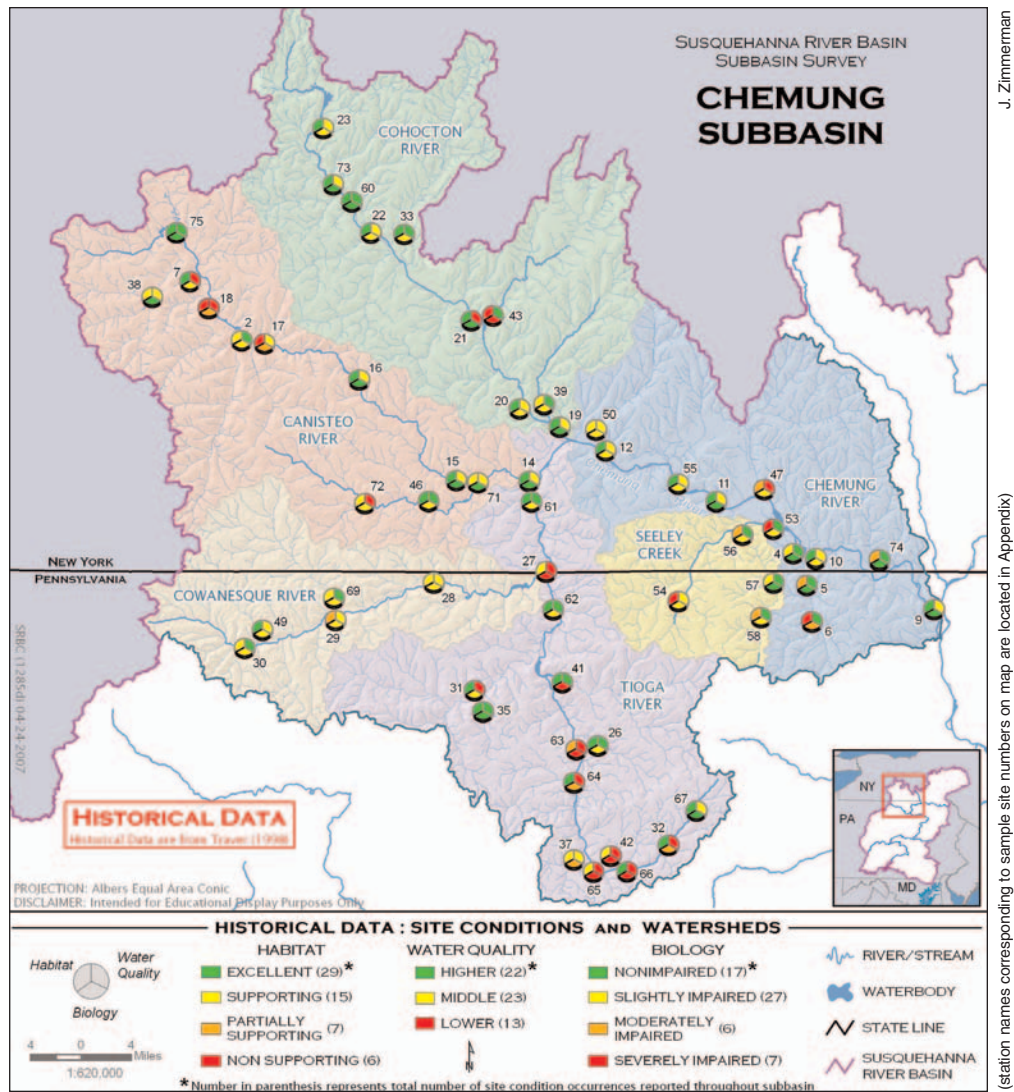 SUSQUEHANNA RIVER BASIN
SUBBASIN SURVEY
CHEMUNG
SUBBASIN
J. Zimmerman
23
COHOCTON
RIVER
73
60
22
33
75
7
38
18
2
17
21
43
16
20
39
19
50
12
CANISTEO
RIVER
15
14
72
46
71
61
55
11
47
CHEMUNG
RIVER
SEELEY
CREEK
53
56
4
10
74
NEW YORK
PENNSYLVANIA
27
COWANESQUE RIVER
69
28
62
54
57
5
49
29
58
6
9
30
41
31
TIOGA
RIVER
35
26
63
64
67
37
42
32
65
66
SRBC (1285d) 04-24-2007
HISTORICAL DATA
Historical Data are from Traver (1998)
NY
PA
MD
PROJECTION: Albers Equal Area Conic
DISCLAIMER: Intended for Educational Display Purposes Only
HISTORICAL DATA : SITE CONDITIONS AND WATERSHEDS
Habitat
Water
Quality
Biology
4 0 4
Miles
1:620,000
HABITAT
EXCELLENT (29)*
SUPPORTING (15)
PARTIALLY
SUPPORTING (7)
NON SUPPORTING (6)
WATER QUALITY
HIGHER (22)*
MIDDLE (23)
LOWER (13)
N
BIOLOGY
NONIMPAIRED (17)*
SLIGHTLY IMPAIRED (27)
MODERATELY
IMPAIRED (6)
SEVERELY IMPAIRED (7)
RIVER/STREAM
WATERBODY
STATE LINE
SUSQUEHANNA
RIVER BASIN
* Number in parenthesis represents total number of site condition occurrences reported throughout subbasin
(station names corresponding to sample site numbers on map are located in Appendix)